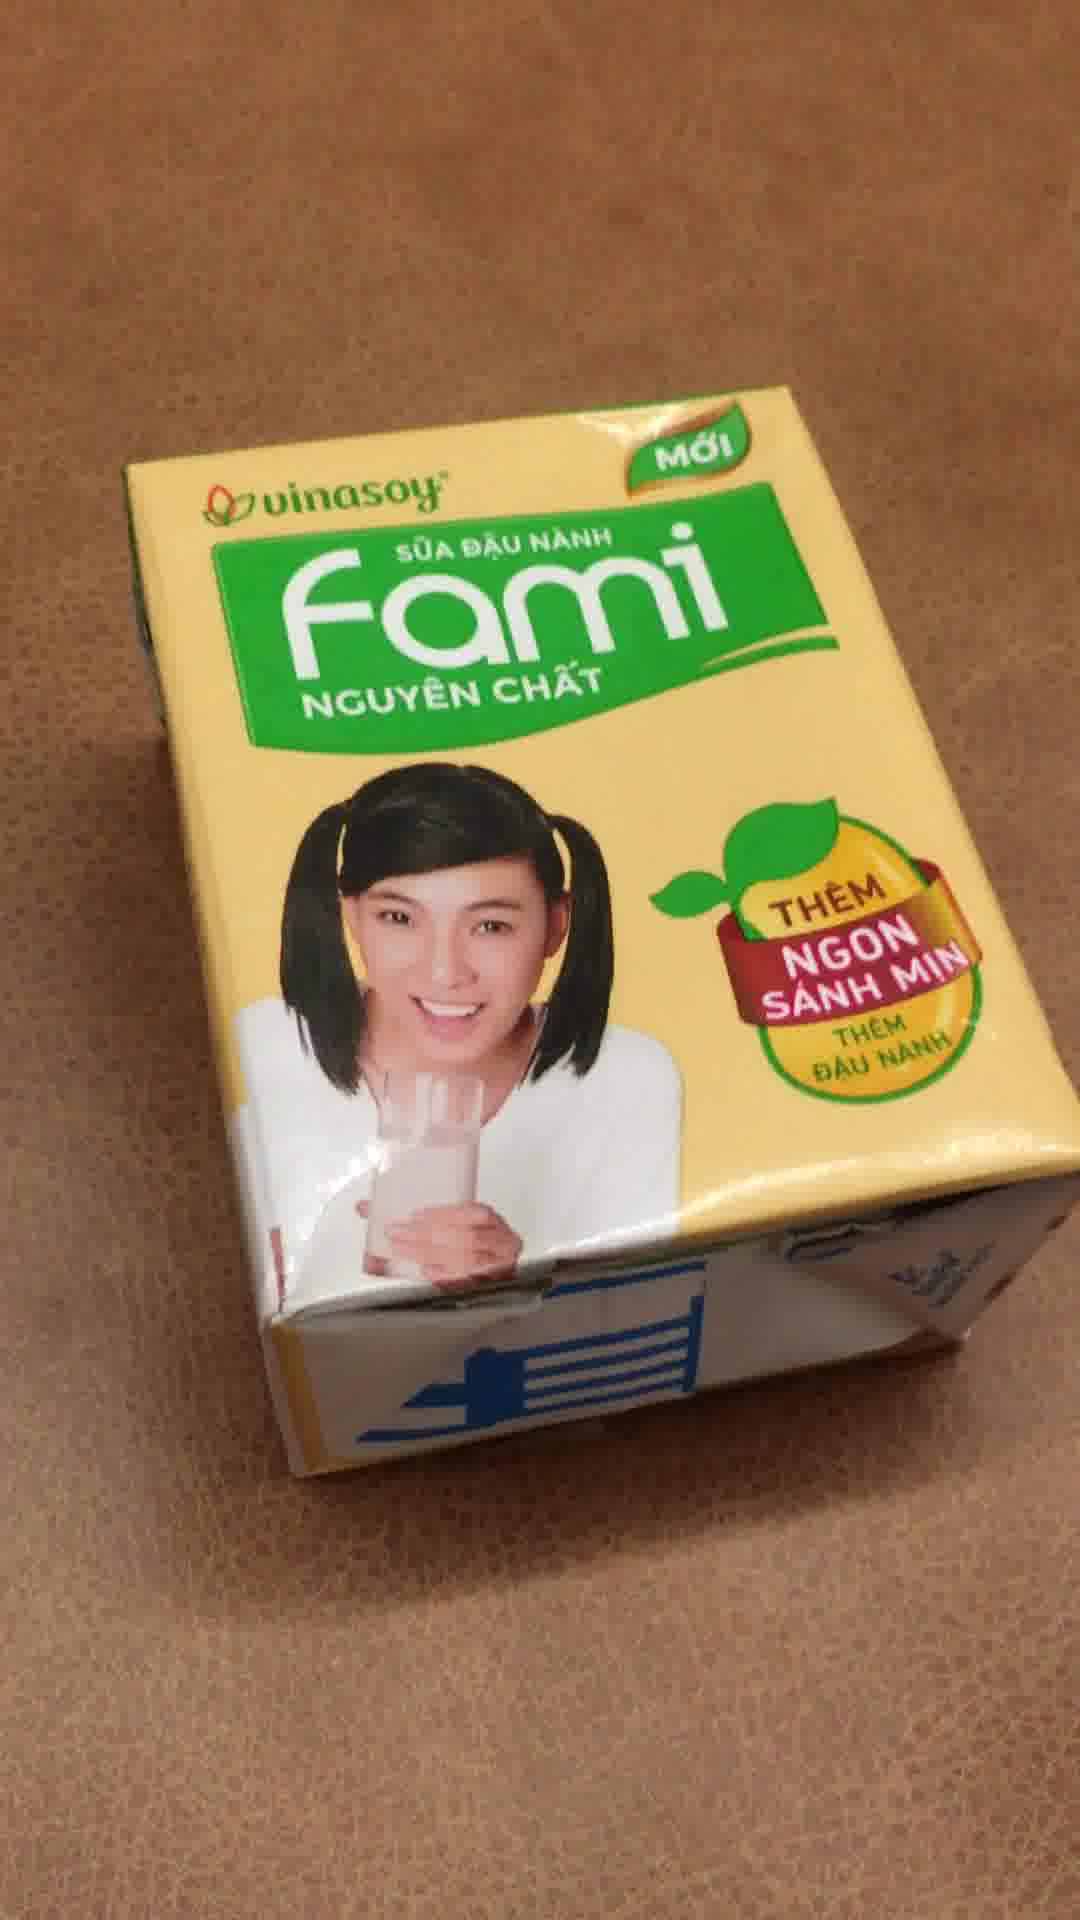 MỚI
vinasoy
SỮA ĐẬU NÀNH
fami
NGUYÊN CHẤT
THÊM
NGON
SÁNH MỊN
THÊM
ĐẬU NÀNH